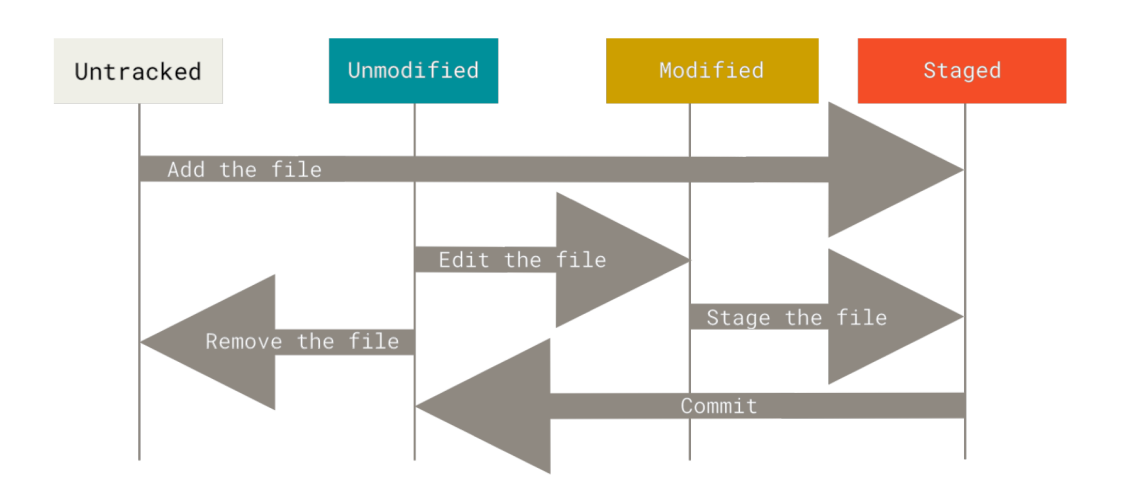 Untracked
Unmodified
Modified
Staged
Add the file
Edit the file
Stage the file
Remove the file
Commit